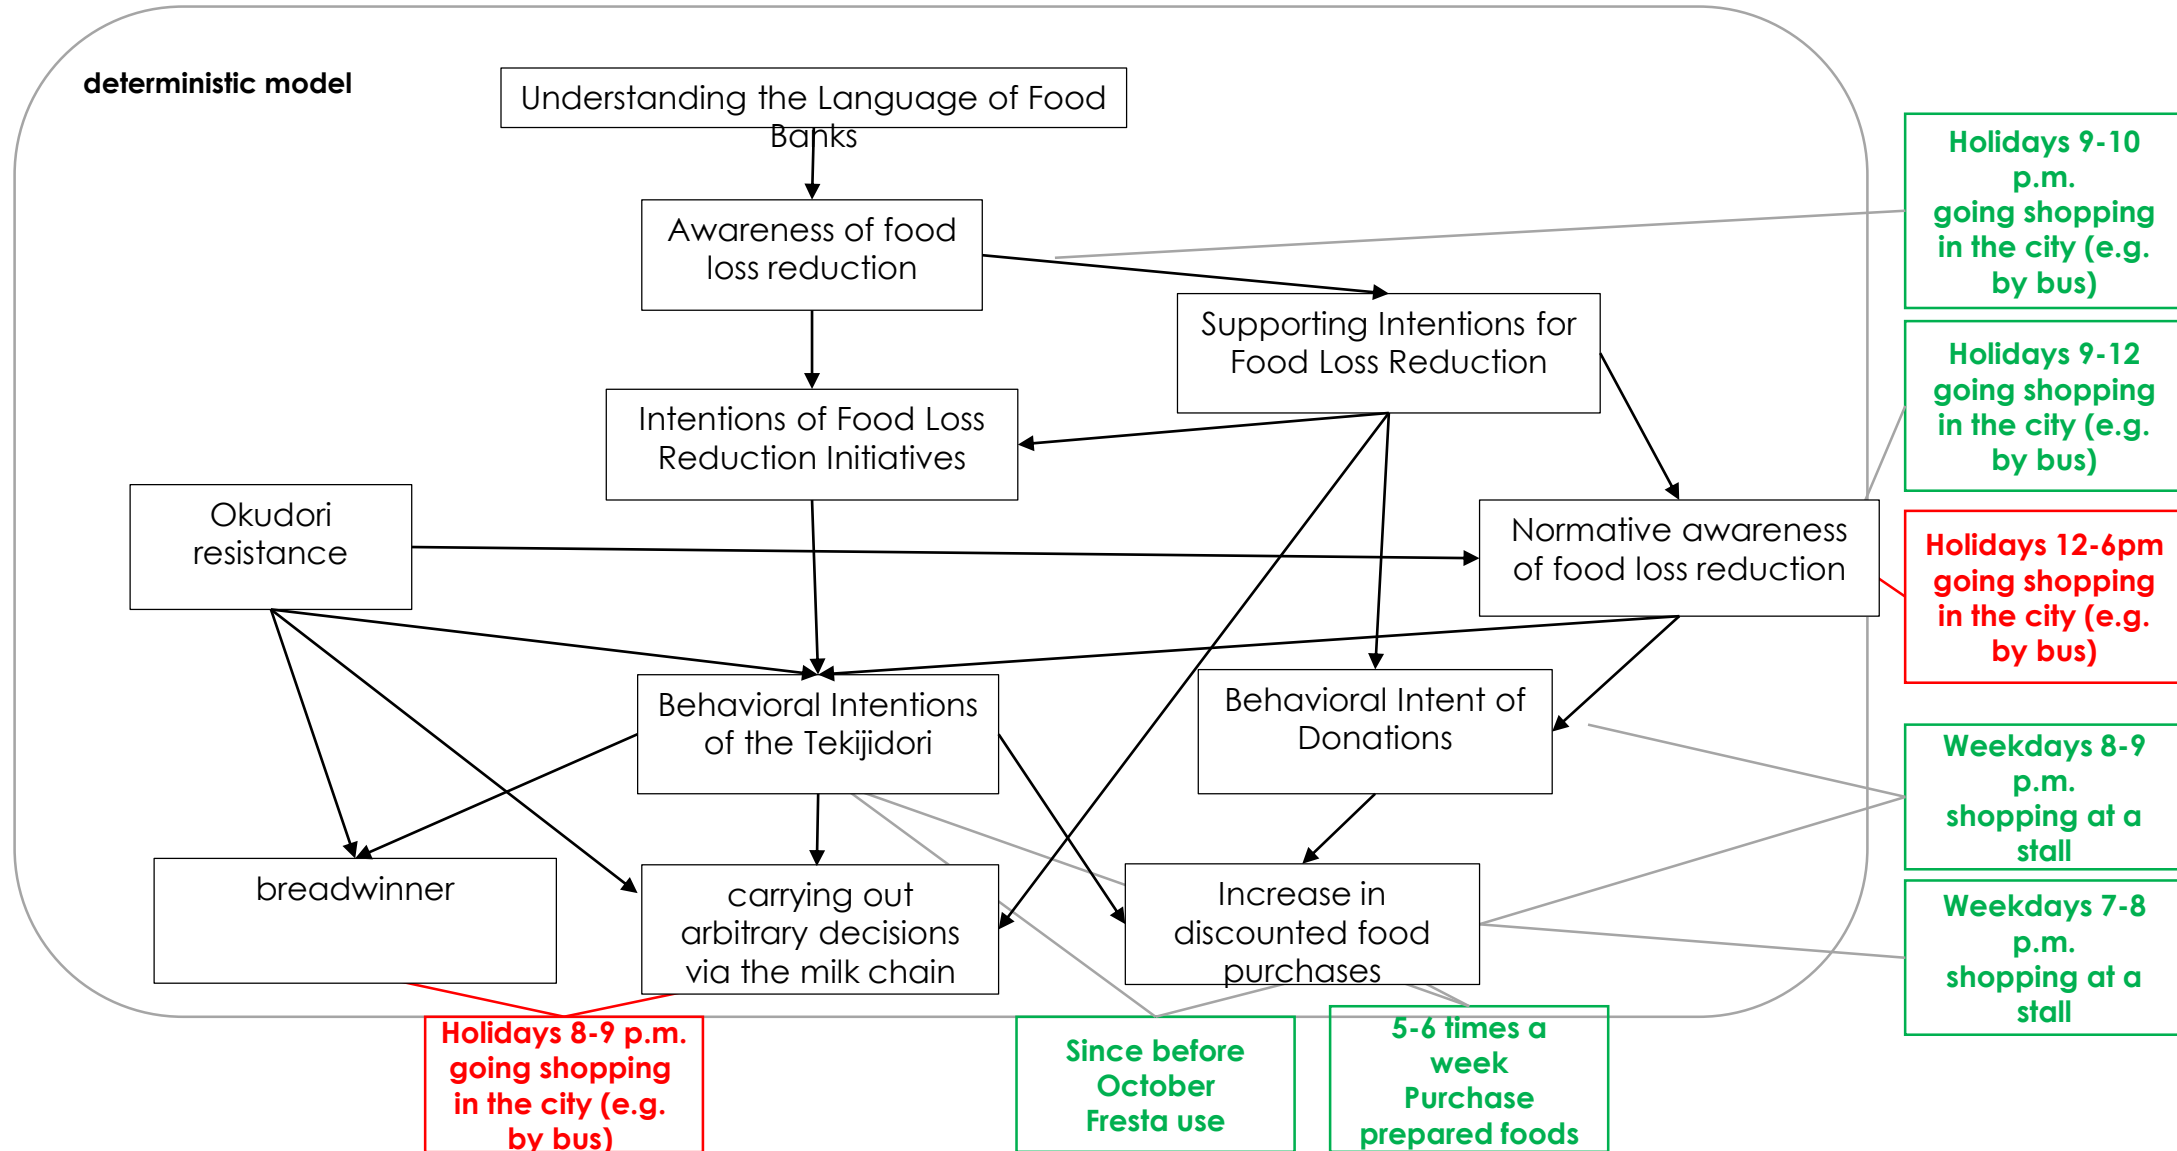 deterministic model
Understanding the Language of Food
Banks
Awareness of food
loss reduction
Supporting Intentions for
Food Loss Reduction
Intentions of Food Loss
Reduction Initiatives
Okudori
resistance
Normative awareness
of food loss reduction
Behavioral Intentions
of the Tekijidori
Behavioral Intent of
Donations
breadwinner
carrying out
arbitrary decisions
via the milk chain
Increase in
discounted food
purchases
Holidays 9-10
p.m.
going shopping
in the city (e.g.
by bus)
Holidays 9-12
going shopping
in the city (e.g.
by bus)
Holidays 12-6pm
going shopping
in the city (e.g.
by bus)
Weekdays 8-9
p.m.
shopping at a
stall
Weekdays 7-8
p.m.
shopping at a
stall
Holidays 8-9 p.m.
going shopping
in the city (e.g.
by bus)
Since before
October
Fresta use
5-6 times a
week
Purchase
prepared foods